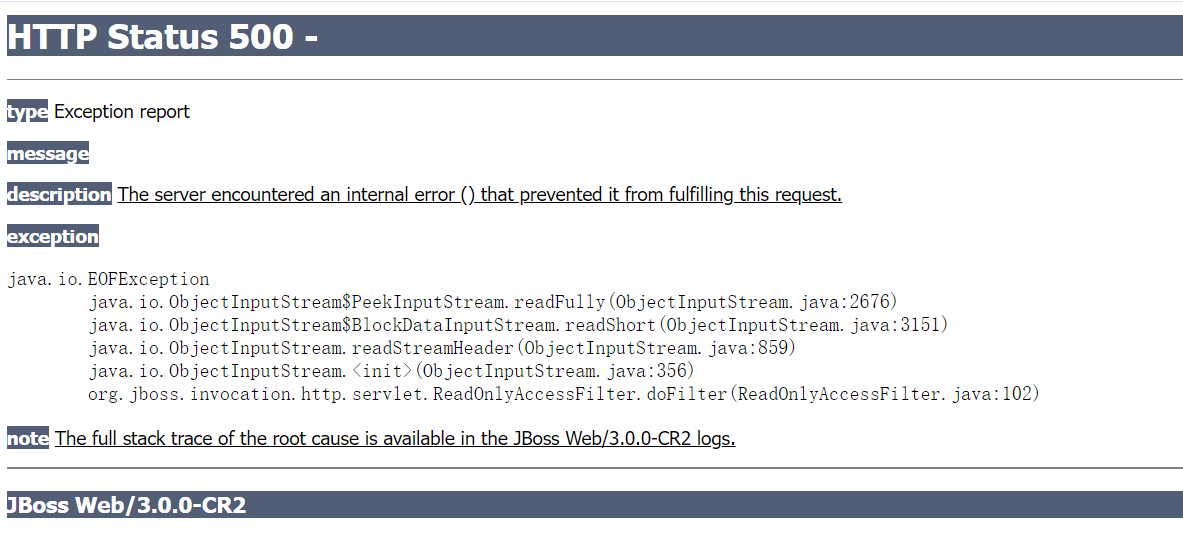 HTTP Status 500 -
type Exception report
message
description The server encountered an internal error () that prevented it from fulfilling this request.
exception
java.io.EOFException
java.io.ObjectInputStream$PeekInputStream.readFully(ObjectInputStream.java:2676)
java.io.ObjectInputStream$BlockDataInputStream.readShort(ObjectInputStream.java:3151)
java.io.ObjectInputStream.readStreamHeader(ObjectInputStream.java:859)
java.io.ObjectInputStream.<init>(ObjectInputStream.java:356)
org.jboss.invocation.http.servlet.ReadOnlyAccessFilter.doFilter(ReadOnlyAccessFilter.java:102)
note The full stack trace of the root cause is available in the JBoss Web/3.0.0-CR2 logs.
JBoss Web/3.0.0-CR2